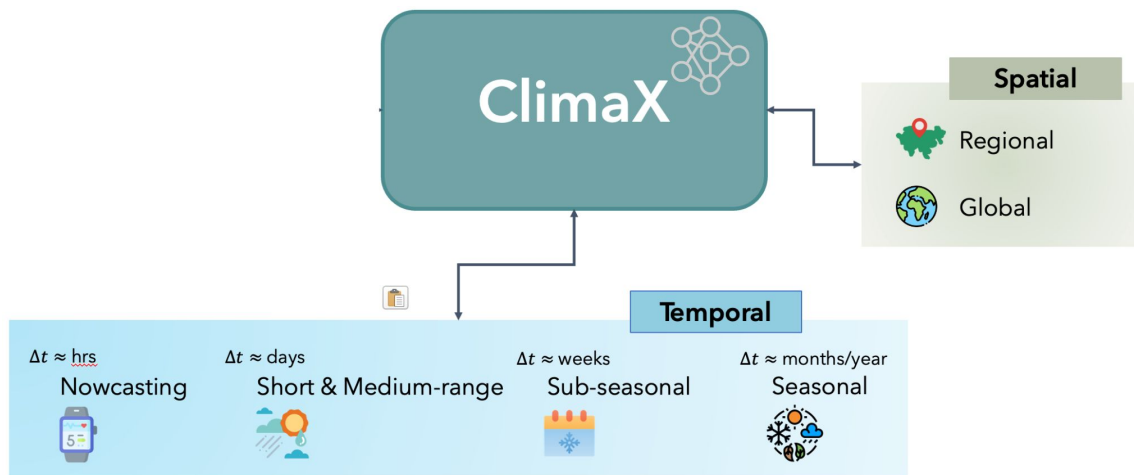 ClimaX
Spatial
Regional
Global
Temporal
Δt ≈ hrs
Nowcasting
5
Δt ≈ days
Short & Medium-range
Δt ≈ weeks
Sub-seasonal
Δt ≈ months/year
Seasonal